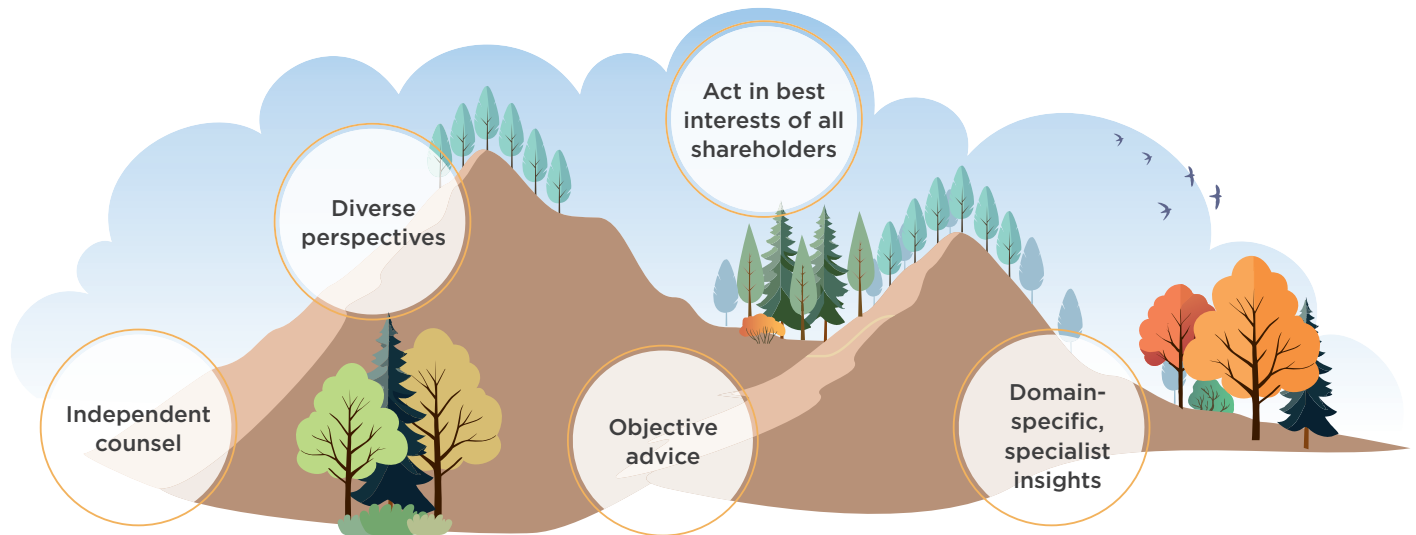 Act in best
interests of all
shareholders
Diverse
perspectives
Independent
counsel
Objective
advice
Domain-
specific,
specialist
insights